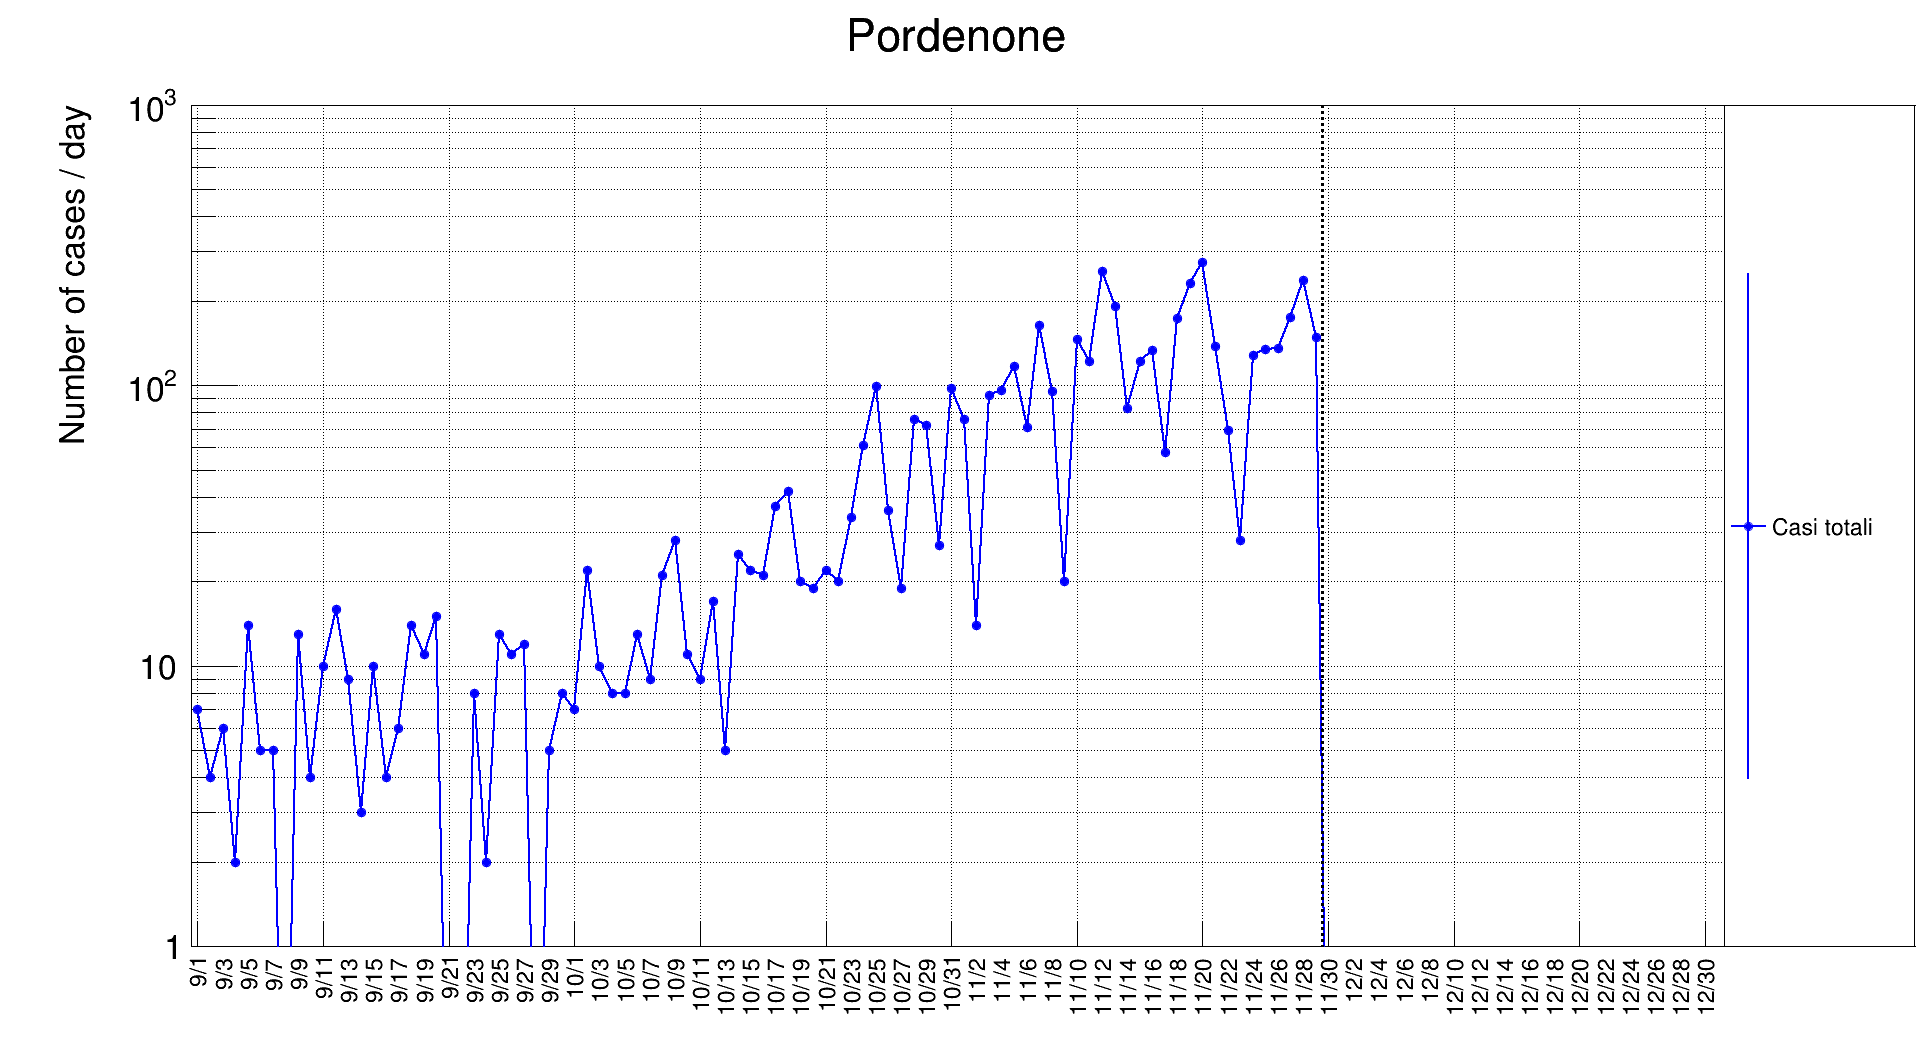 Pordenone
Number of cases / day
10³
10²
10
1
9/1 9/3 9/5 9/7 9/9 9/11 9/13 9/15 9/17 9/19 9/21 9/23 9/25 9/27 9/29 10/1 10/3 10/5 10/7 10/9 10/11 10/13 10/15 10/17 10/19 10/21 10/23 10/25 10/27 10/29 10/31 11/2 11/4 11/6 11/8 11/10 11/12 11/14 11/16 11/18 11/20 11/22 11/24 11/26 11/28 11/30 12/2 12/4 12/6 12/8 12/10 12/12 12/14 12/16 12/18 12/20 12/22 12/24 12/26 12/28 12/30
Casi totali